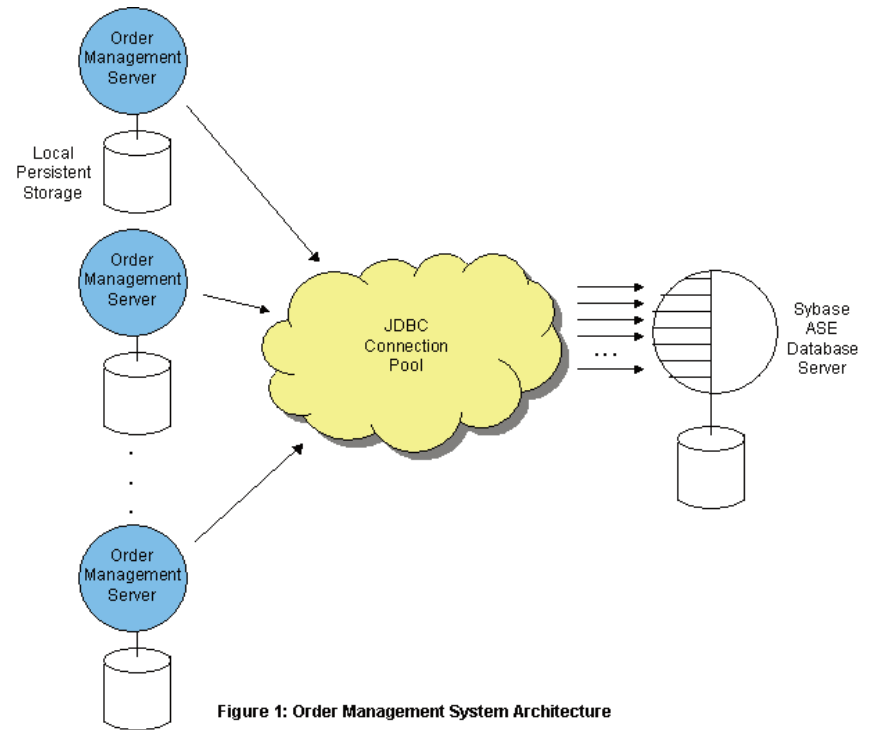 Order
Management
Server
Local
Persistent
Storage
Order
Management
Server
JDBC
Connection
Pool
...
Sybase
ASE
Database
Server
Order
Management
Server
Figure 1: Order Management System Architecture